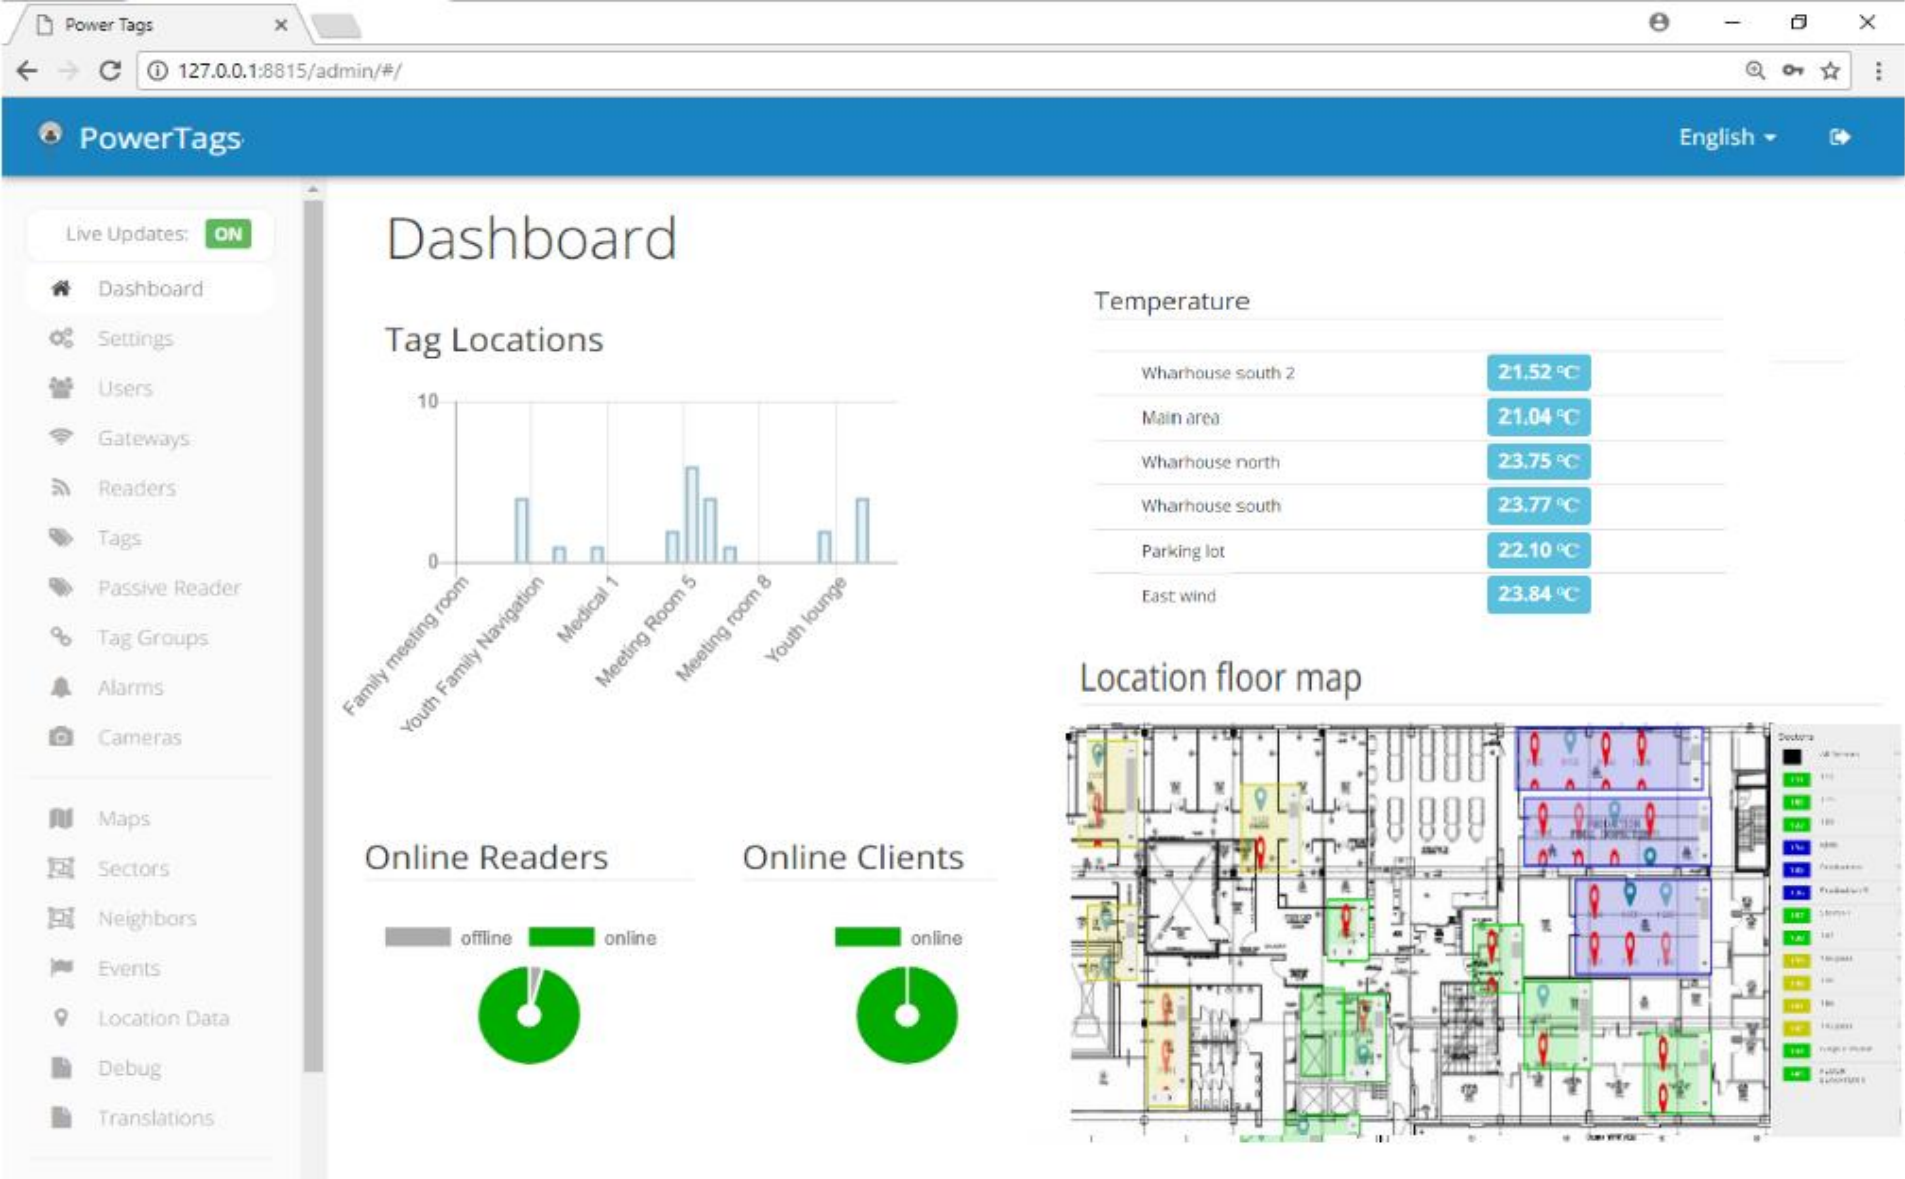 Power Tags
127.0.0.1:8815/admin/#/
PowerTags
English
Live Updates: ON
Dashboard
Settings
Users
Gateways
Readers
Tags
Passive Reader
Tag Groups
Alarms
Cameras
Maps
Sectors
Neighbors
Events
Location Data
Debug
Translations
Dashboard
Tag Locations
10
0
Family meeting room
Youth Family Navigation
Medical 1
Meeting Room 5
Meeting room 8
Youth lounge
Online Readers
offline online
Online Clients
online
Temperature
Wharhouse south 2 21.52 °C
Main area 21.04 °C
Wharhouse north 23.75 °C
Wharhouse south 23.77 °C
Parking lot 22.10 °C
East wind 23.84 °C
Location floor map
Sectors